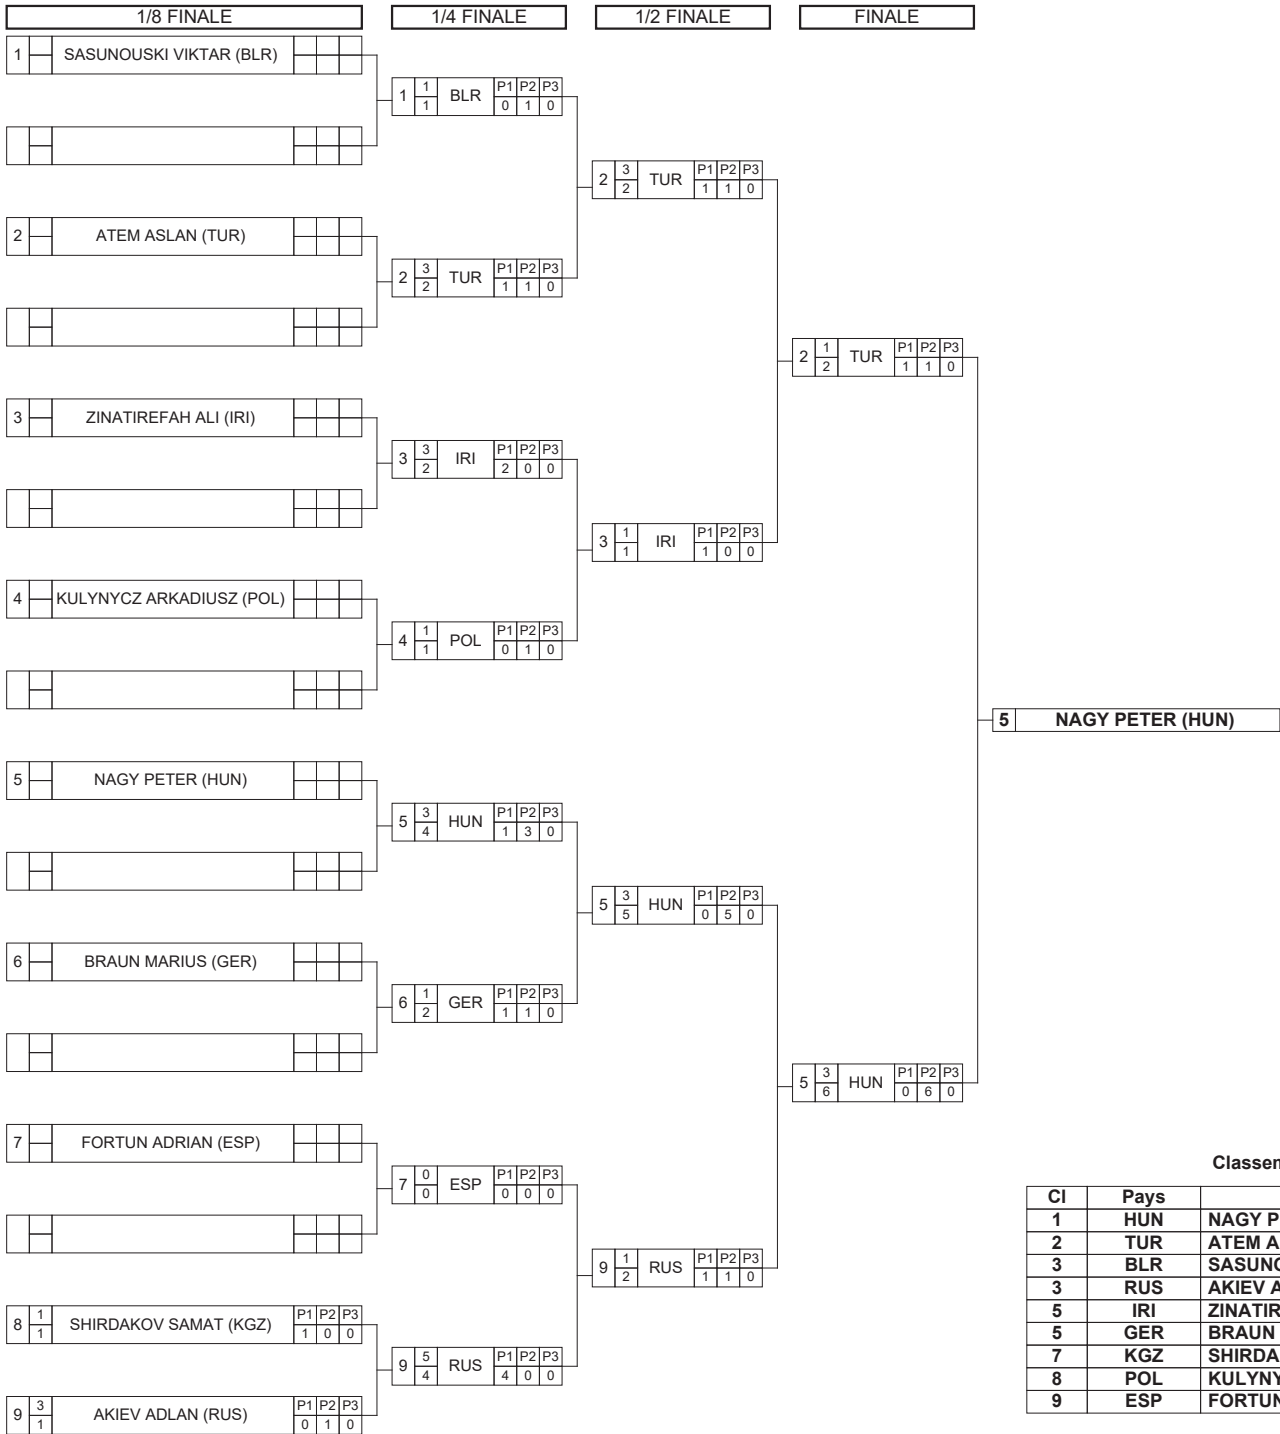 1/8 FINALE 1/4 FINALE 1/2 FINALE FINALE
1 SASUNOUSKI VIKTAR (BLR)
1 1 BLR P1 P2 P3
1 0 1 0
2 3 TUR P1 P2 P3
2 1 1 0
2 ATEM ASLAN (TUR)
2 3 TUR P1 P2 P3
2 1 1 0
2 1 TUR P1 P2 P3
2 1 1 0
3 ZINATIREFAH ALI (IRI)
3 3 IRI P1 P2 P3
2 2 0 0
3 1 IRI P1 P2 P3
1 1 0 0
4 KULYNYCZ ARKADIUSZ (POL)
4 1 POL P1 P2 P3
1 0 1 0
5 NAGY PETER (HUN)
5 NAGY PETER (HUN)
5 3 HUN P1 P2 P3
4 1 3 0
5 3 HUN P1 P2 P3
5 0 5 0
6 BRAUN MARIUS (GER)
6 1 GER P1 P2 P3
2 1 1 0
5 3 HUN P1 P2 P3
6 0 6 0
7 FORTUN ADRIAN (ESP)
7 0 ESP P1 P2 P3
0 0 0 0
9 1 RUS P1 P2 P3
2 1 1 0
8 1 SHIRDAKOV SAMAT (KGZ) P1 P2 P3
1 1 0 0
9 5 RUS P1 P2 P3
4 4 0 0
9 3 AKIEV ADLAN (RUS) P1 P2 P3
1 0 1 0
Classem
Cl Pays
1 HUN NAGY P
2 TUR ATEM A
3 BLR SASUNO
3 RUS AKIEV A
5 IRI ZINATIR
5 GER BRAUN
7 KGZ SHIRDA
8 POL KULYNY
9 ESP FORTUN